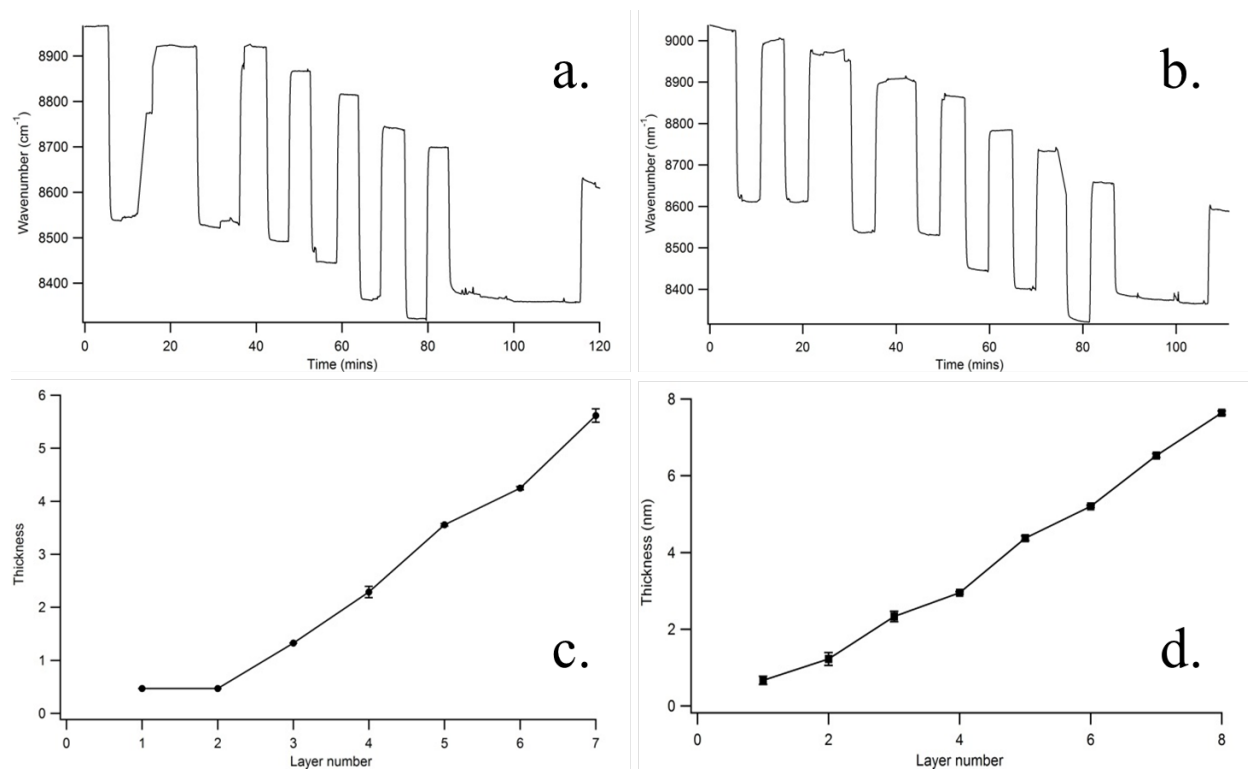 a.
Wavenumber (cm-1)
8900
8800
8700
8600
8500
8400
0 20 40 60 80 100 120
Time (mins)
b.
Wavenumber (nm-1)
9000
8900
8800
8700
8600
8500
8400
0 20 40 60 80 100
Time (mins)
c.
Thickness
6
5
4
3
2
1
0
0 1 2 3 4 5 6 7
Layer number
d.
Thickness (nm)
8
6
4
2
0
0 2 4 6 8
Layer number